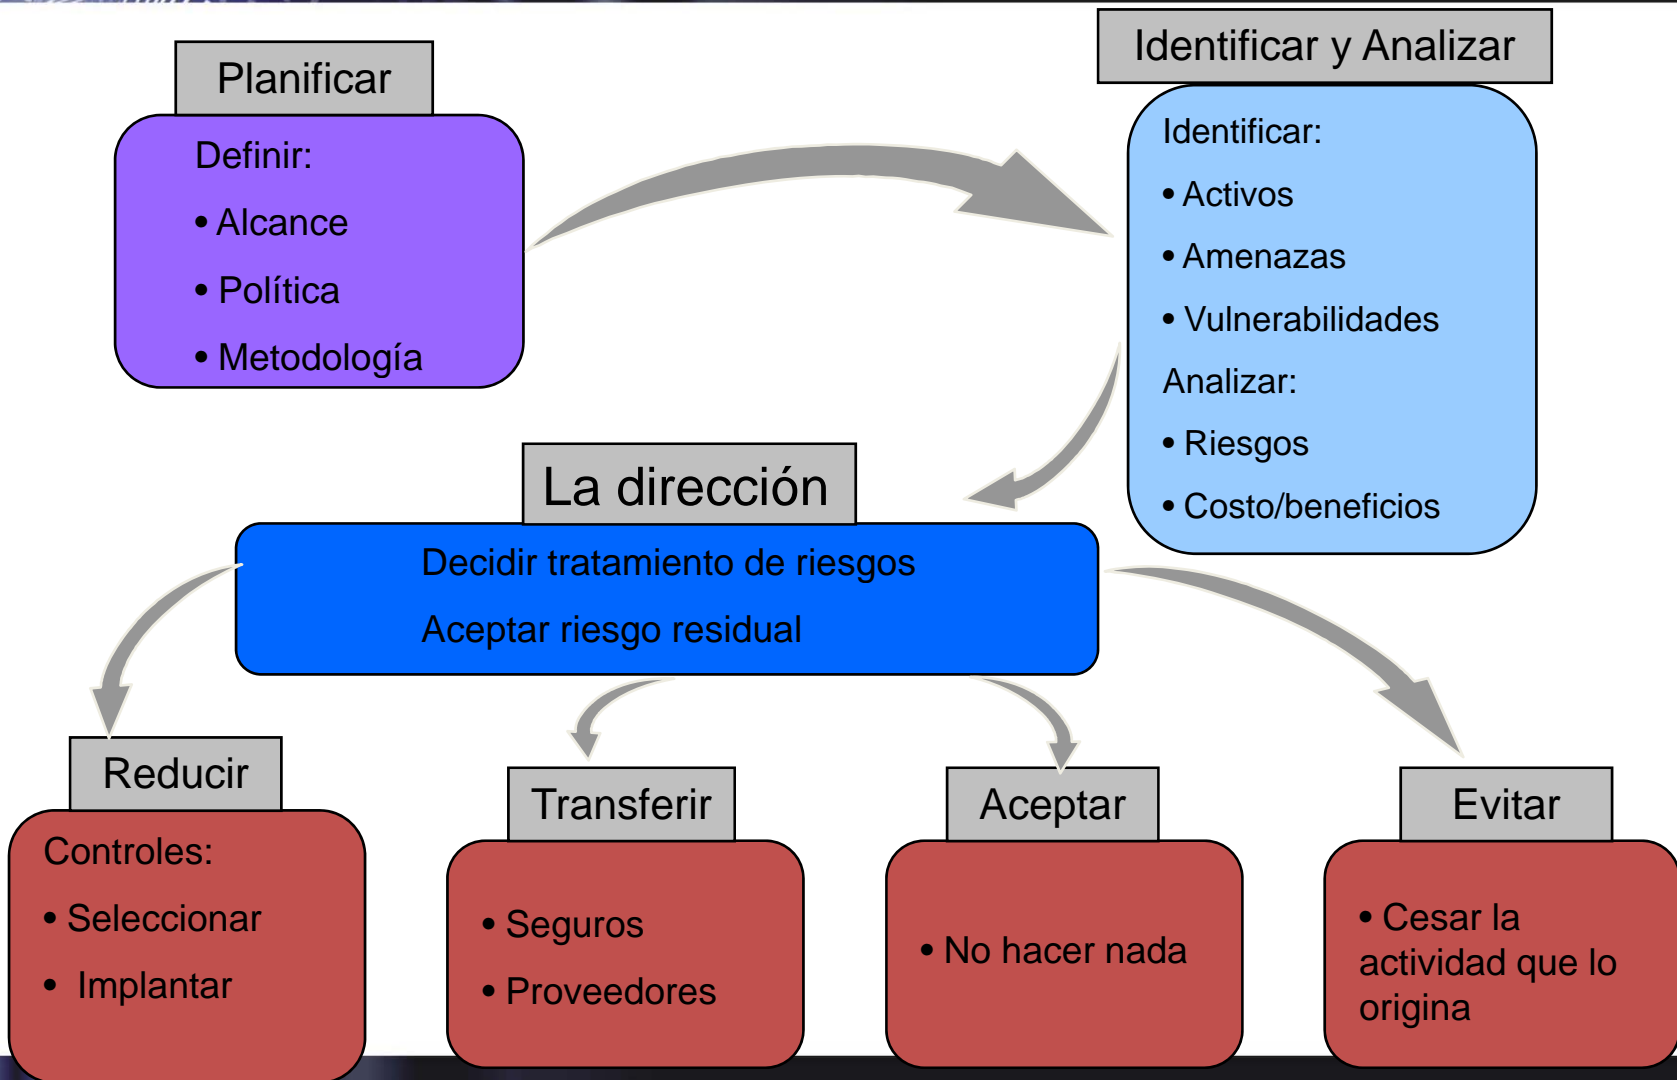 Planificar
Definir:
• Alcance
• Política
• Metodología
Identificar y Analizar
Identificar:
• Activos
• Amenazas
• Vulnerabilidades
Analizar:
• Riesgos
• Costo/beneficios
La dirección
Decidir tratamiento de riesgos
Aceptar riesgo residual
Reducir
Controles:
• Seleccionar
• Implantar
Transferir
• Seguros
• Proveedores
Aceptar
• No hacer nada
Evitar
• Cesar la
actividad que lo
origina